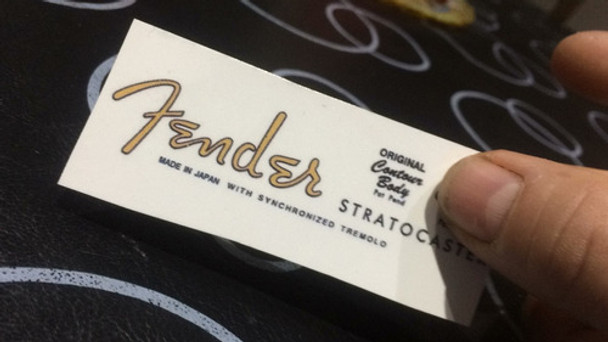 Fender
MADE IN JAPAN WITH SYNCHRONIZED TREMOLO
STRATOCASTE
ORIGINAL
Contour
Body
Pat Pend